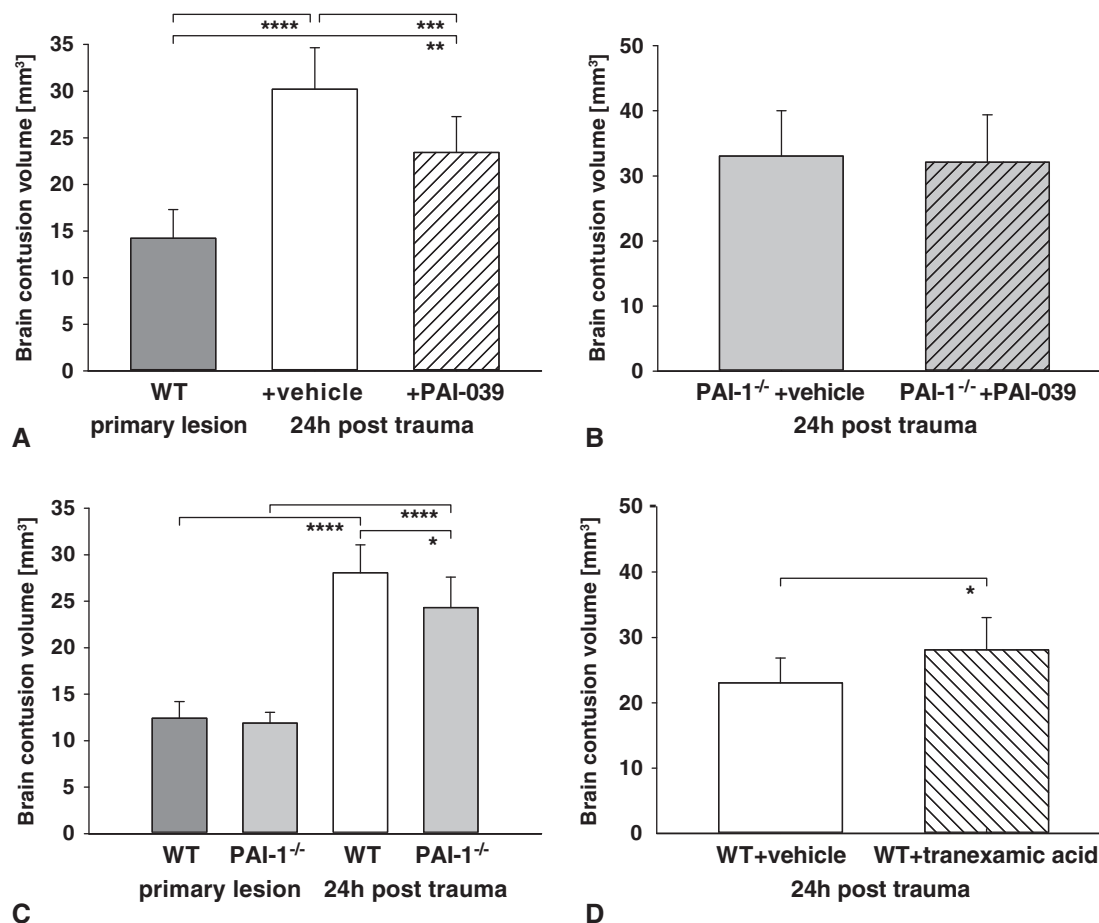 Brain contusion volume [mm³]
35
30
25
20
15
10
5
0
****
***
**
WT
+vehicle
+PAI-039
primary lesion
24h post trauma
A
Brain contusion volume [mm³]
50
40
30
20
10
0
PAI-1⁻/⁻ +vehicle
PAI-1⁻/⁻ +PAI-039
24h post trauma
B
Brain contusion volume [mm³]
35
30
25
20
15
10
5
0
****
****
*
WT
PAI-1⁻/⁻
WT
PAI-1⁻/⁻
primary lesion
24h post trauma
C
Brain contusion volume [mm³]
50
40
30
20
10
0
*
WT+vehicle
WT+tranexamic acid
24h post trauma
D